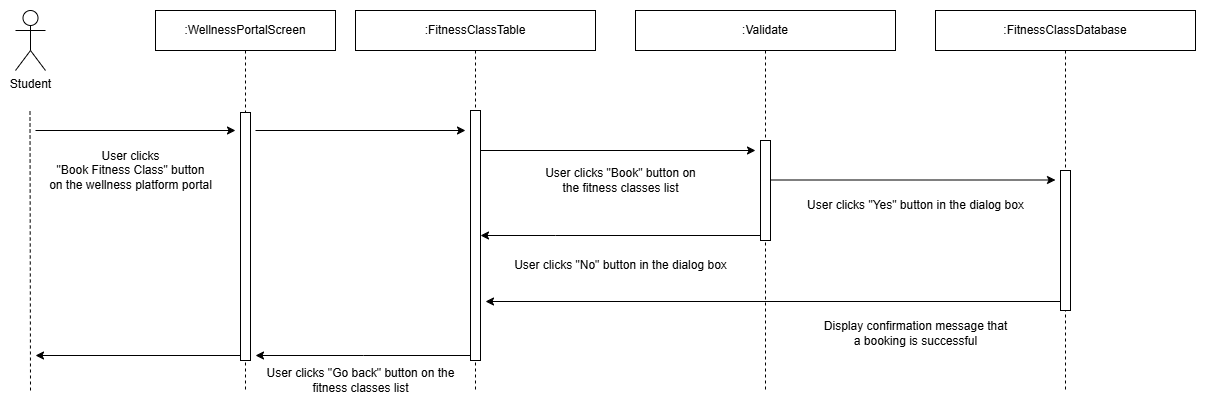 :WellnessPortalScreen
:FitnessClassTable
:Validate
:FitnessClassDatabase
Student
User clicks
"Book Fitness Class" button
on the wellness platform portal
User clicks "Book" button on
the fitness classes list
User clicks "Yes" button in the dialog box
User clicks "No" button in the dialog box
Display confirmation message that
a booking is successful
User clicks "Go back" button on the
fitness classes list